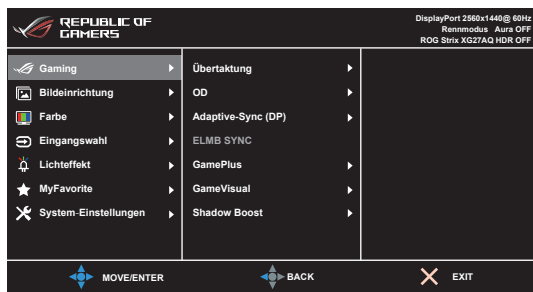 REPUBLIC OF
GAMERS
DisplayPort 2560x1440@ 60Hz
Rennmodus Aura OFF
ROG Strix XG27AQ HDR OFF
Gaming
Bildeinrichtung
Farbe
Eingangswahl
Lichteffekt
MyFavorite
System-Einstellungen
Übertaktung
OD
Adaptive-Sync (DP)
ELMB SYNC
GamePlus
GameVisual
Shadow Boost
MOVE/ENTER
BACK
EXIT